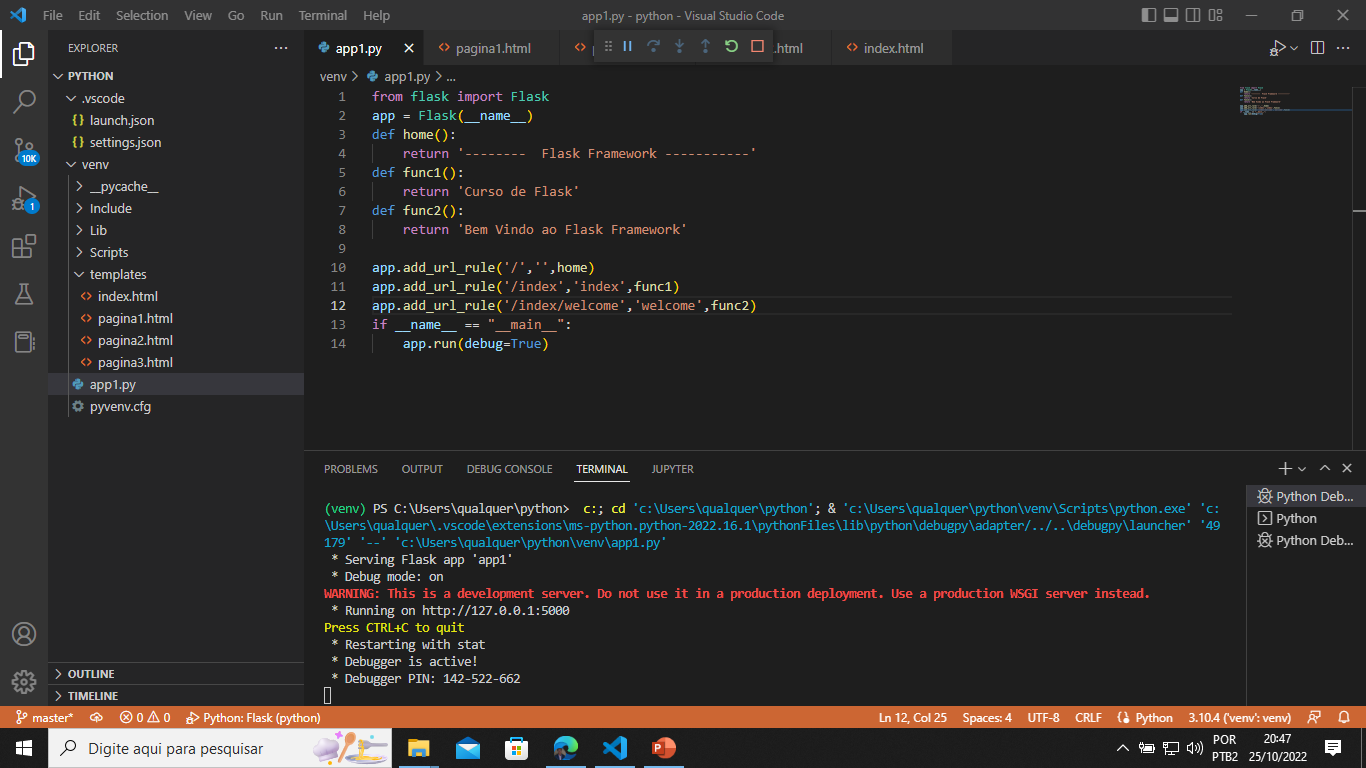 File Edit Selection View Go Run Terminal Help
app1.py - python - Visual Studio Code
EXPLORER
PYTHON
.vscode
launch.json
settings.json
venv
__pycache__
Include
Lib
Scripts
templates
index.html
pagina1.html
pagina2.html
pagina3.html
app1.py
pyvenv.cfg
OUTLINE
TIMELINE
10K
1
app1.py pagina1.html .html index.html
venv > app1.py > ...
1 from flask import Flask
2 app = Flask(__name__)
3 def home():
4 return '-------- Flask Framework -----------'
5 def func1():
6 return 'Curso de Flask'
7 def func2():
8 return 'Bem Vindo ao Flask Framework'
9
10 app.add_url_rule('/','',home)
11 app.add_url_rule('/index','index',func1)
12 app.add_url_rule('/index/welcome','welcome',func2)
13 if __name__ == "__main__":
14 app.run(debug=True)
PROBLEMS OUTPUT DEBUG CONSOLE TERMINAL JUPYTER
(venv) PS C:\Users\qualquer\python> c:; cd 'c:\Users\qualquer\python'; & 'c:\Users\qualquer\python\venv\Scripts\python.exe' 'c:
\Users\qualquer\.vscode\extensions\ms-python.python-2022.16.1\pythonFiles\lib\python\debugpy\adapter/../..\debugpy\launcher' '49
179' '--' 'c:\Users\qualquer\python\venv\app1.py'
* Serving Flask app 'app1'
* Debug mode: on
WARNING: This is a development server. Do not use it in a production deployment. Use a production WSGI server instead.
* Running on http://127.0.0.1:5000
Press CTRL+C to quit
* Restarting with stat
* Debugger is active!
* Debugger PIN: 142-522-662
Python Deb...
Python
Python Deb...
master* 0 0 Python: Flask (python) Ln 12, Col 25 Spaces: 4 UTF-8 CRLF Python 3.10.4 ('venv': venv)
Digite aqui para pesquisar
POR
PTB2
20:47
25/10/2022